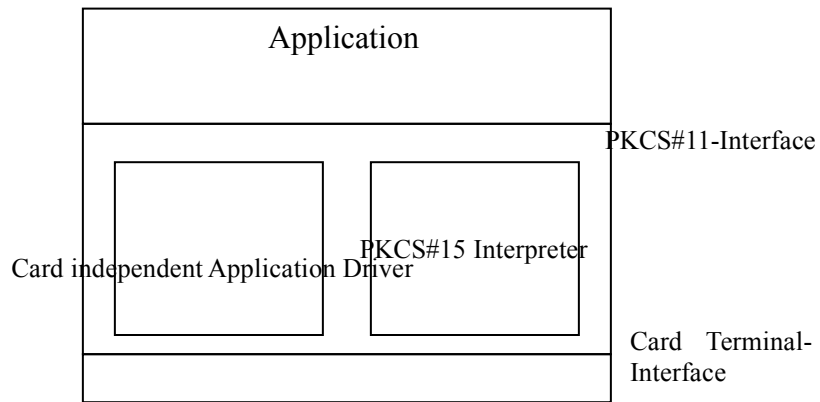 Application
PKCS#11-Interface
PKCS#15 Interpreter
Card independent Application Driver
Card Terminal-
Interface